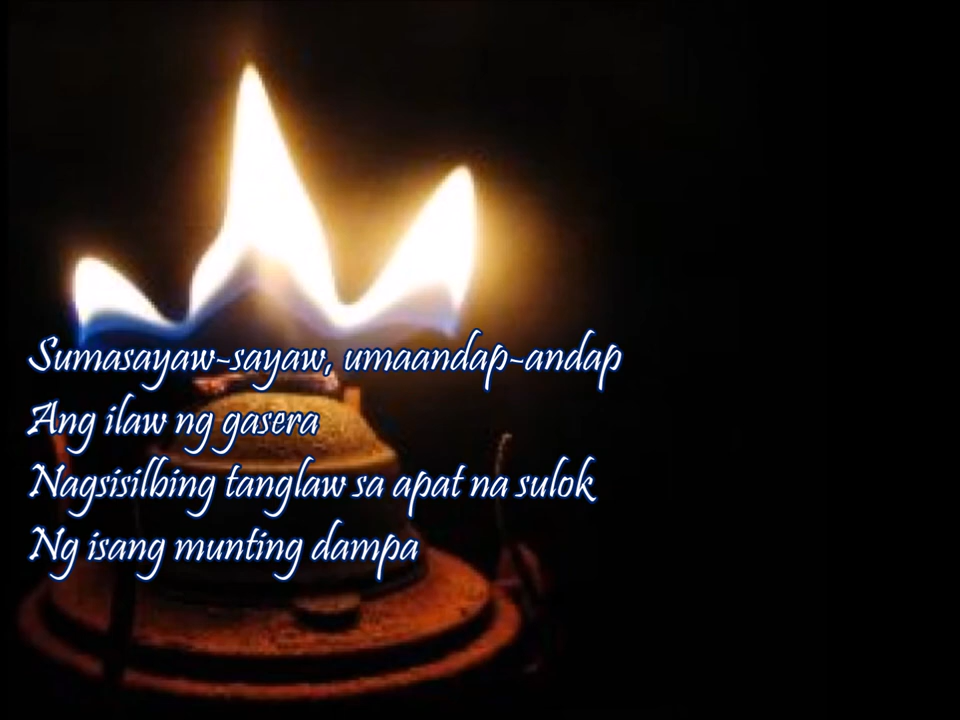 Sumasayaw-sayaw, umaandap-andap
Ang ilaw ng gasera
Nagsisilbing tanglaw sa apat na sulok
Ng isang munting dampa